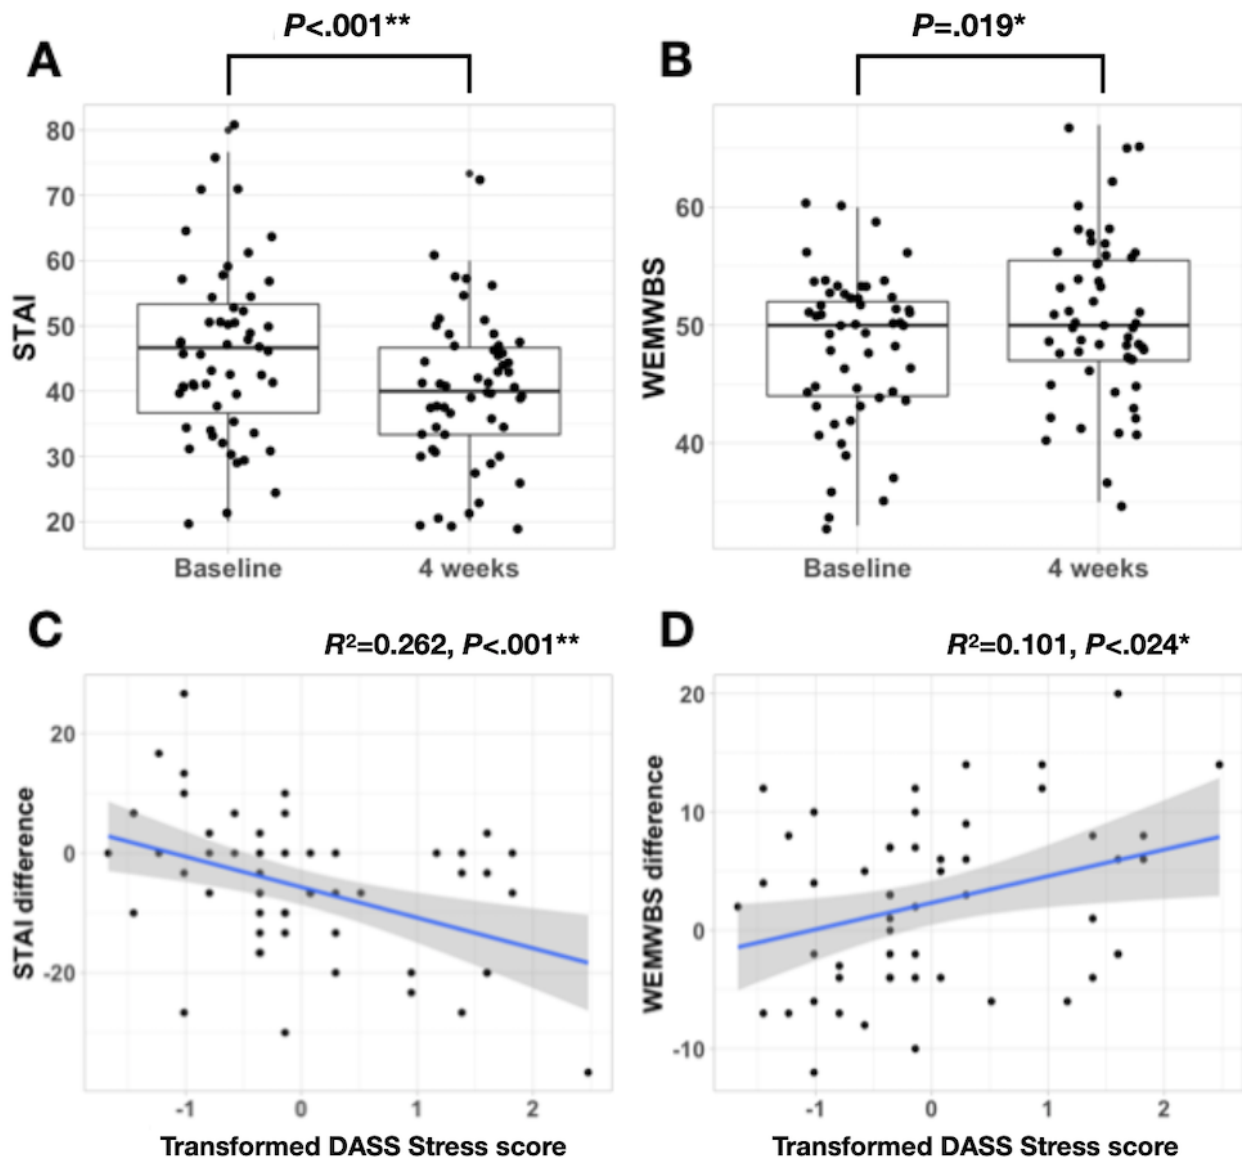 P<.001** P=.019*
A B
80
70
60
50
40
30
20
STAI
Baseline 4 weeks
60
50
40
WEMWBS
Baseline 4 weeks
C R²=0.262, P<.001** D R²=0.101, P<.024*
20
0
-20
STAI difference
-1 0 1 2
Transformed DASS Stress score
20
10
0
-10
WEMWBS difference
-1 0 1 2
Transformed DASS Stress score